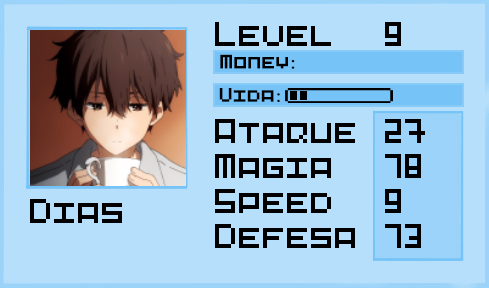 Level 9
Money:
Vida:
Ataque 27
Magia 78
Speed 9
Defesa 73
Dias